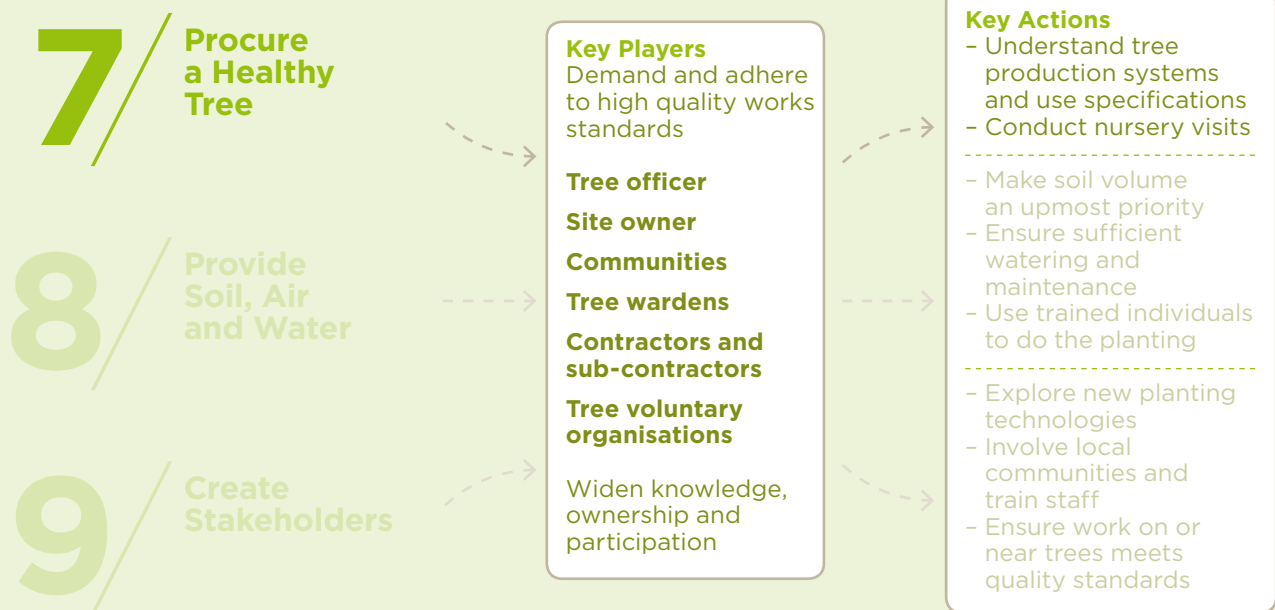 7
Procure
a Healthy
Tree
8
Provide
Soil, Air
and Water
9
Create
Stakeholders
Key Players
Demand and adhere
to high quality works
standards
Tree officer
Site owner
Communities
Tree wardens
Contractors and
sub-contractors
Tree voluntary
organisations
Widen knowledge,
ownership and
participation
Key Actions
– Understand tree
production systems
and use specifications
– Conduct nursery visits
– Make soil volume
an upmost priority
– Ensure sufficient
watering and
maintenance
– Use trained individuals
to do the planting
– Explore new planting
technologies
– Involve local
communities and
train staff
– Ensure work on or
near trees meets
quality standards